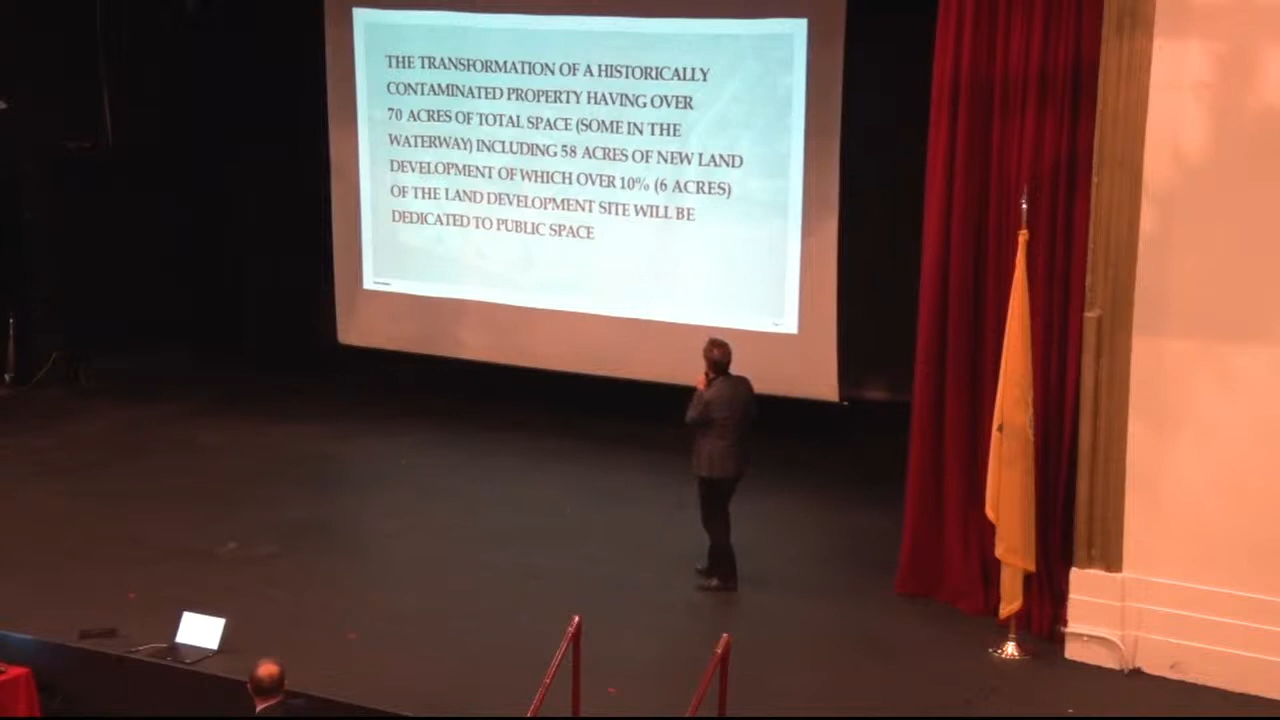 THE TRANSFORMATION OF A HISTORICALLY
CONTAMINATED PROPERTY HAVING OVER
70 ACRES OF TOTAL SPACE (SOME IN THE
WATERWAY) INCLUDING 58 ACRES OF NEW LAND
DEVELOPMENT OF WHICH OVER 10% (6 ACRES)
OF THE LAND DEVELOPMENT SITE WILL BE
DEDICATED TO PUBLIC SPACE